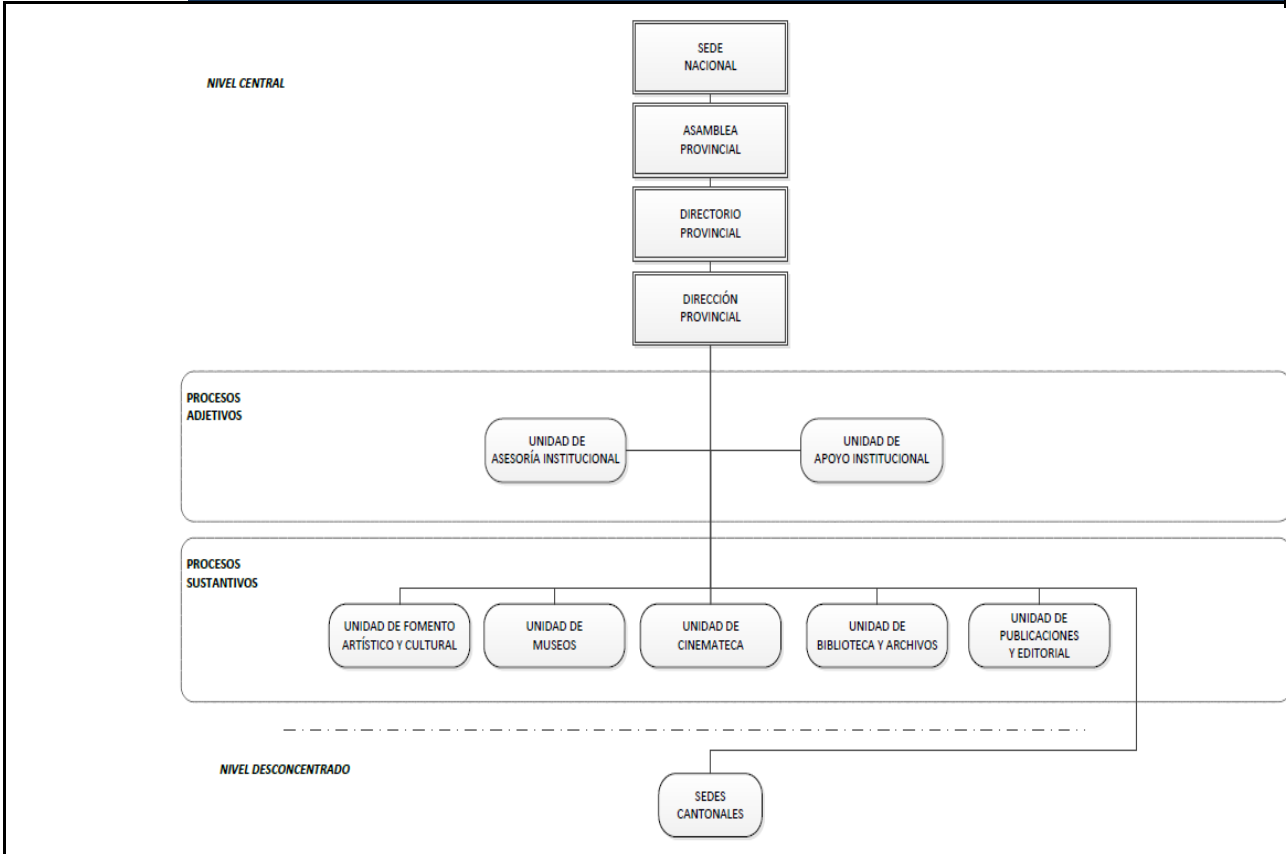 SEDE
NACIONAL
NIVEL CENTRAL
ASAMBLEA
PROVINCIAL
DIRECTORIO
PROVINCIAL
DIRECCIÓN
PROVINCIAL
PROCESOS
ADJETIVOS
UNIDAD DE
ASESORÍA INSTITUCIONAL
UNIDAD DE
APOYO INSTITUCIONAL
PROCESOS
SUSTANTIVOS
UNIDAD DE FOMENTO
ARTÍSTICO Y CULTURAL
UNIDAD DE
MUSEOS
UNIDAD DE
CINEMATECA
UNIDAD DE
BIBLIOTECA Y ARCHIVOS
UNIDAD DE
PUBLICACIONES
Y EDITORIAL
NIVEL DESCONCENTRADO
SEDES
CANTONALES